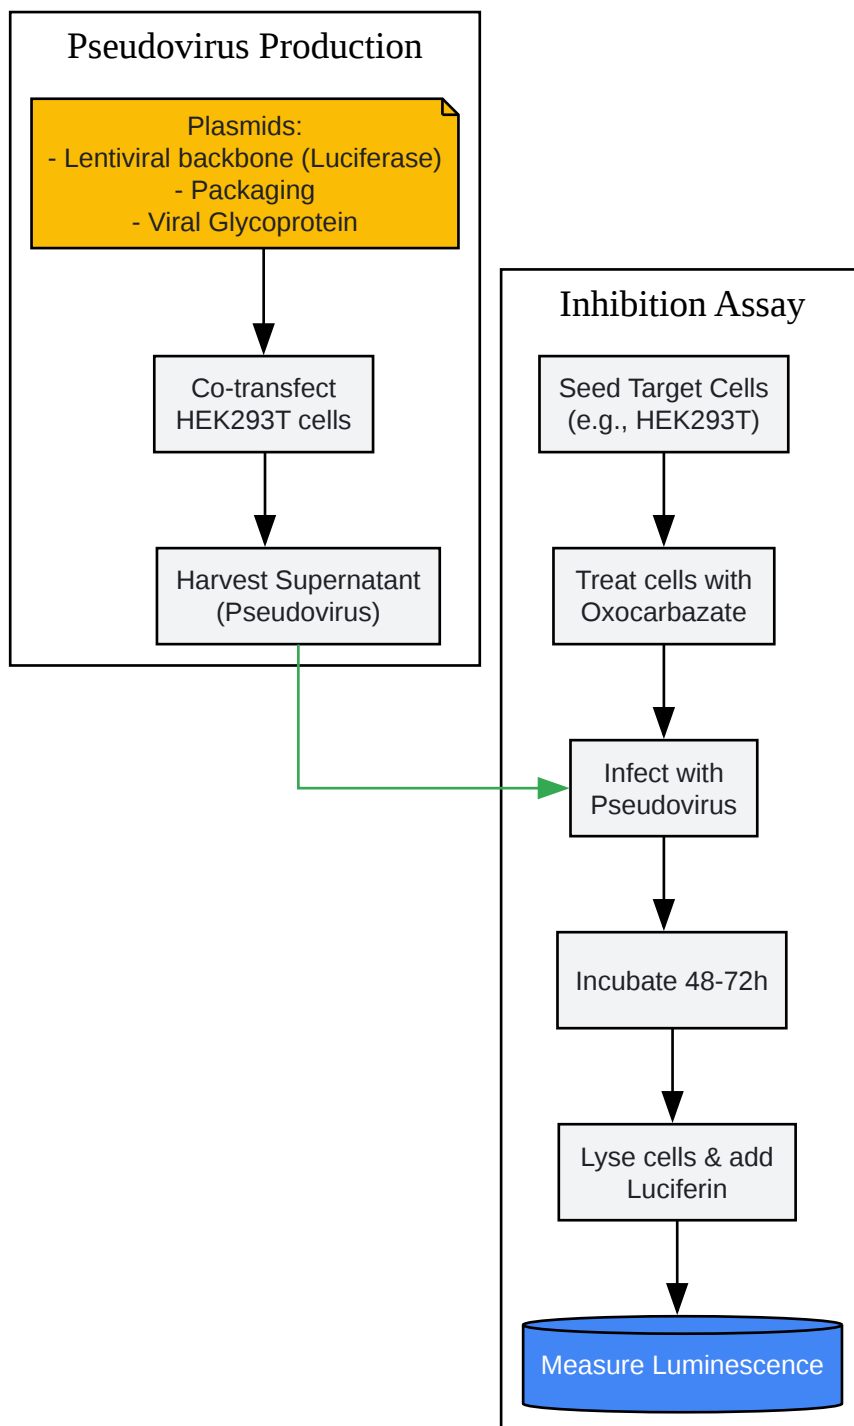 Pseudovirus Production
Plasmids:
- Lentiviral backbone (Luciferase)
- Packaging
- Viral Glycoprotein
Co-transfect
HEK293T cells
Harvest Supernatant
(Pseudovirus)
Inhibition Assay
Seed Target Cells
(e.g., HEK293T)
Treat cells with
Oxocarbazate
Infect with
Pseudovirus
Incubate 48-72h
Lyse cells & add
Luciferin
Measure Luminescence